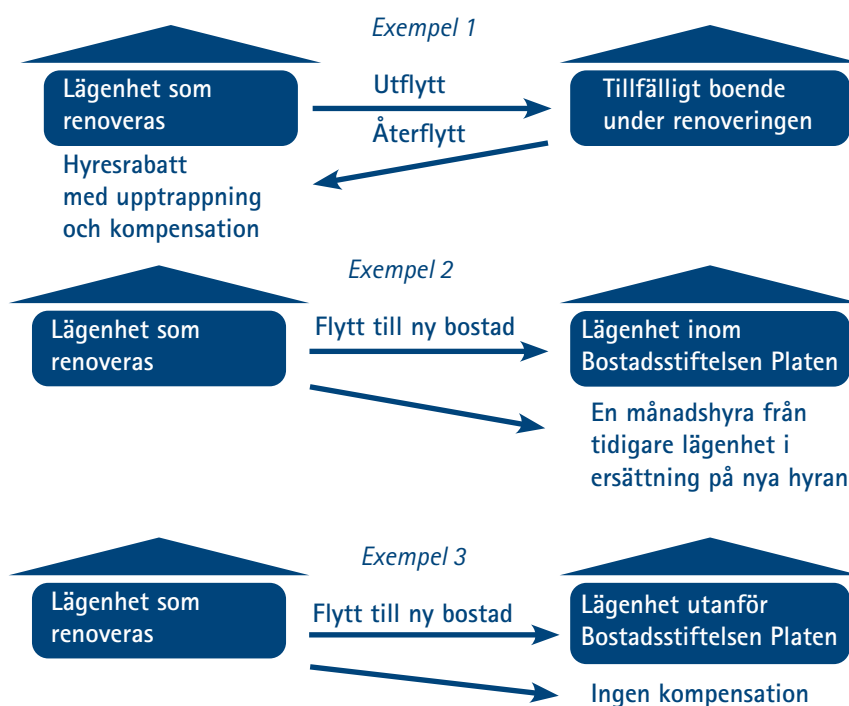 Exempel 1
Lägenhet som
renoveras
Utflytt
Återflytt
Tillfälligt boende
under renoveringen
Hyresrabatt
med upptrappning
och kompensation
Exempel 2
Lägenhet som
renoveras
Flytt till ny bostad
Lägenhet inom
Bostadsstiftelsen Platen
En månadshyra från
tidigare lägenhet i
ersättning på nya hyran
Exempel 3
Lägenhet som
renoveras
Flytt till ny bostad
Lägenhet utanför
Bostadsstiftelsen Platen
Ingen kompensation